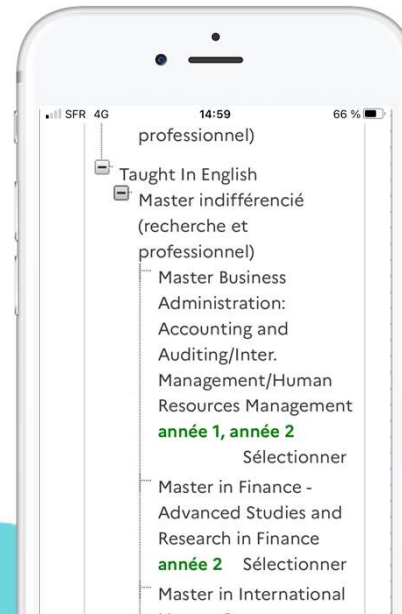 SFR 4G 14:59 66 %
professionnel)
Taught In English
Master indifférencié
(recherche et
professionnel)
Master Business
Administration:
Accounting and
Auditing/Inter.
Management/Human
Resources Management
année 1, année 2
Sélectionner
Master in Finance -
Advanced Studies and
Research in Finance
année 2 Sélectionner
Master in International